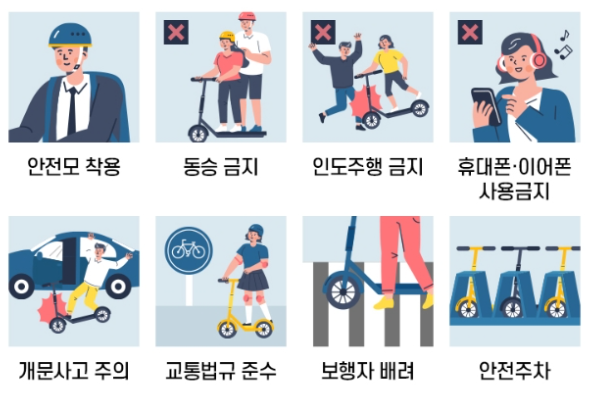 안전모 착용
동승 금지
인도주행 금지
휴대폰·이어폰
사용금지
개문사고 주의
교통법규 준수
보행자 배려
안전주차